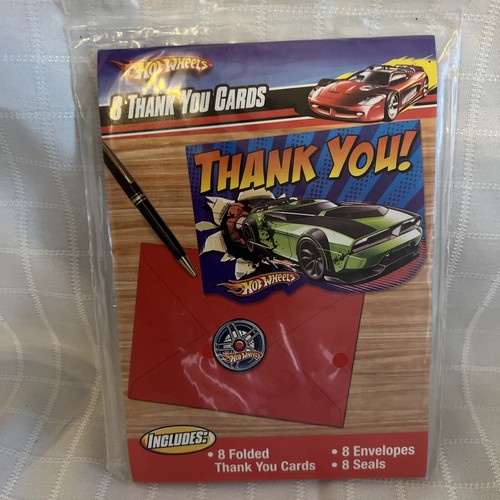 HOT WHEELS
8 THANK YOU CARDS
THANK YOU!
HOT WHEELS
HOT WHEELS
INCLUDES:
• 8 Folded
Thank You Cards
• 8 Envelopes
• 8 Seals